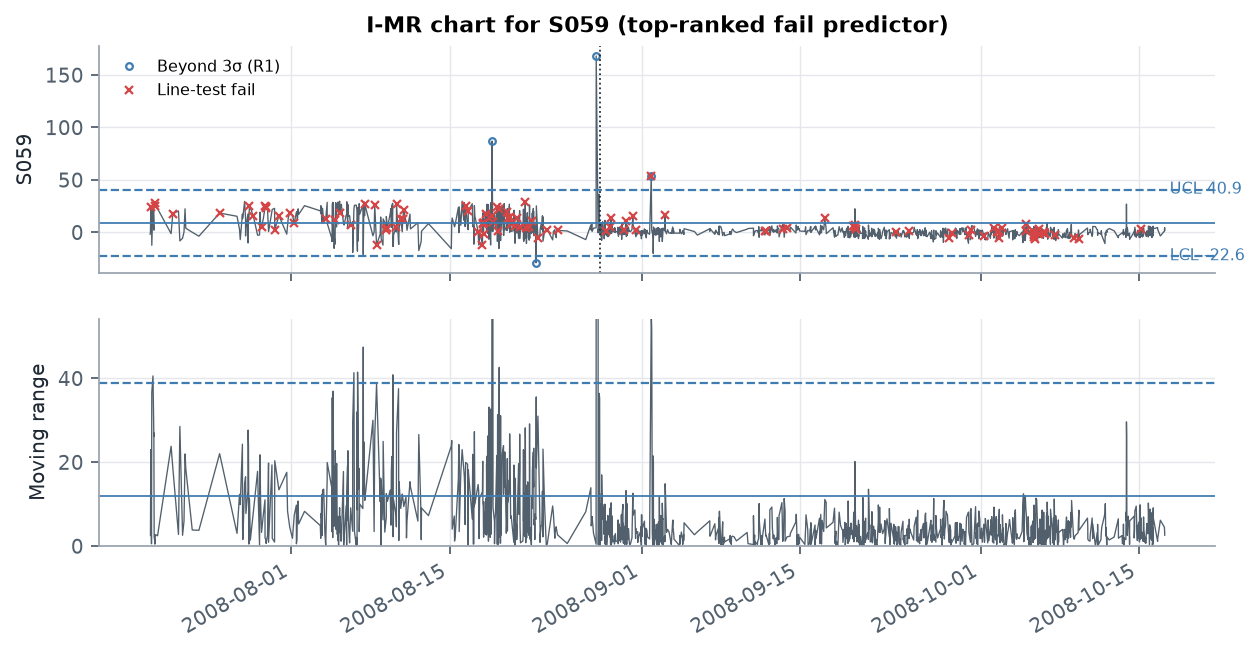 I-MR chart for S059 (top-ranked fail predictor)
Beyond 3σ (R1)
Line-test fail
S059
150
100
50
0
UCL 40.9
LCL -22.6
Moving range
40
20
0
2008-08-01
2008-08-15
2008-09-01
2008-09-15
2008-10-01
2008-10-15